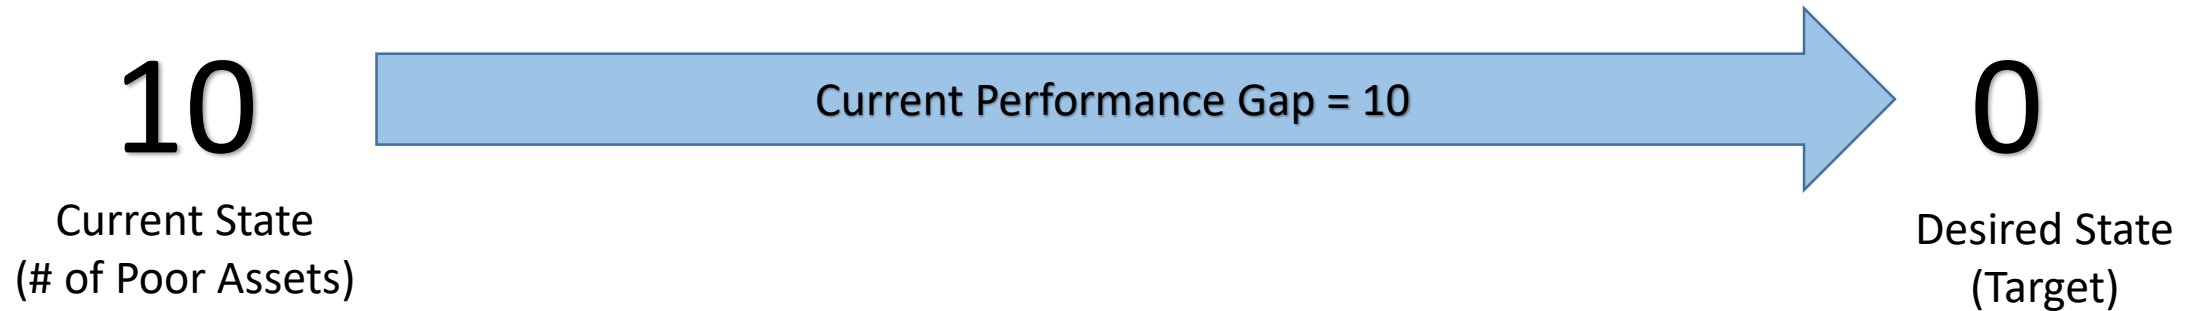 10
Current State
(# of Poor Assets)
Current Performance Gap = 10
0
Desired State
(Target)